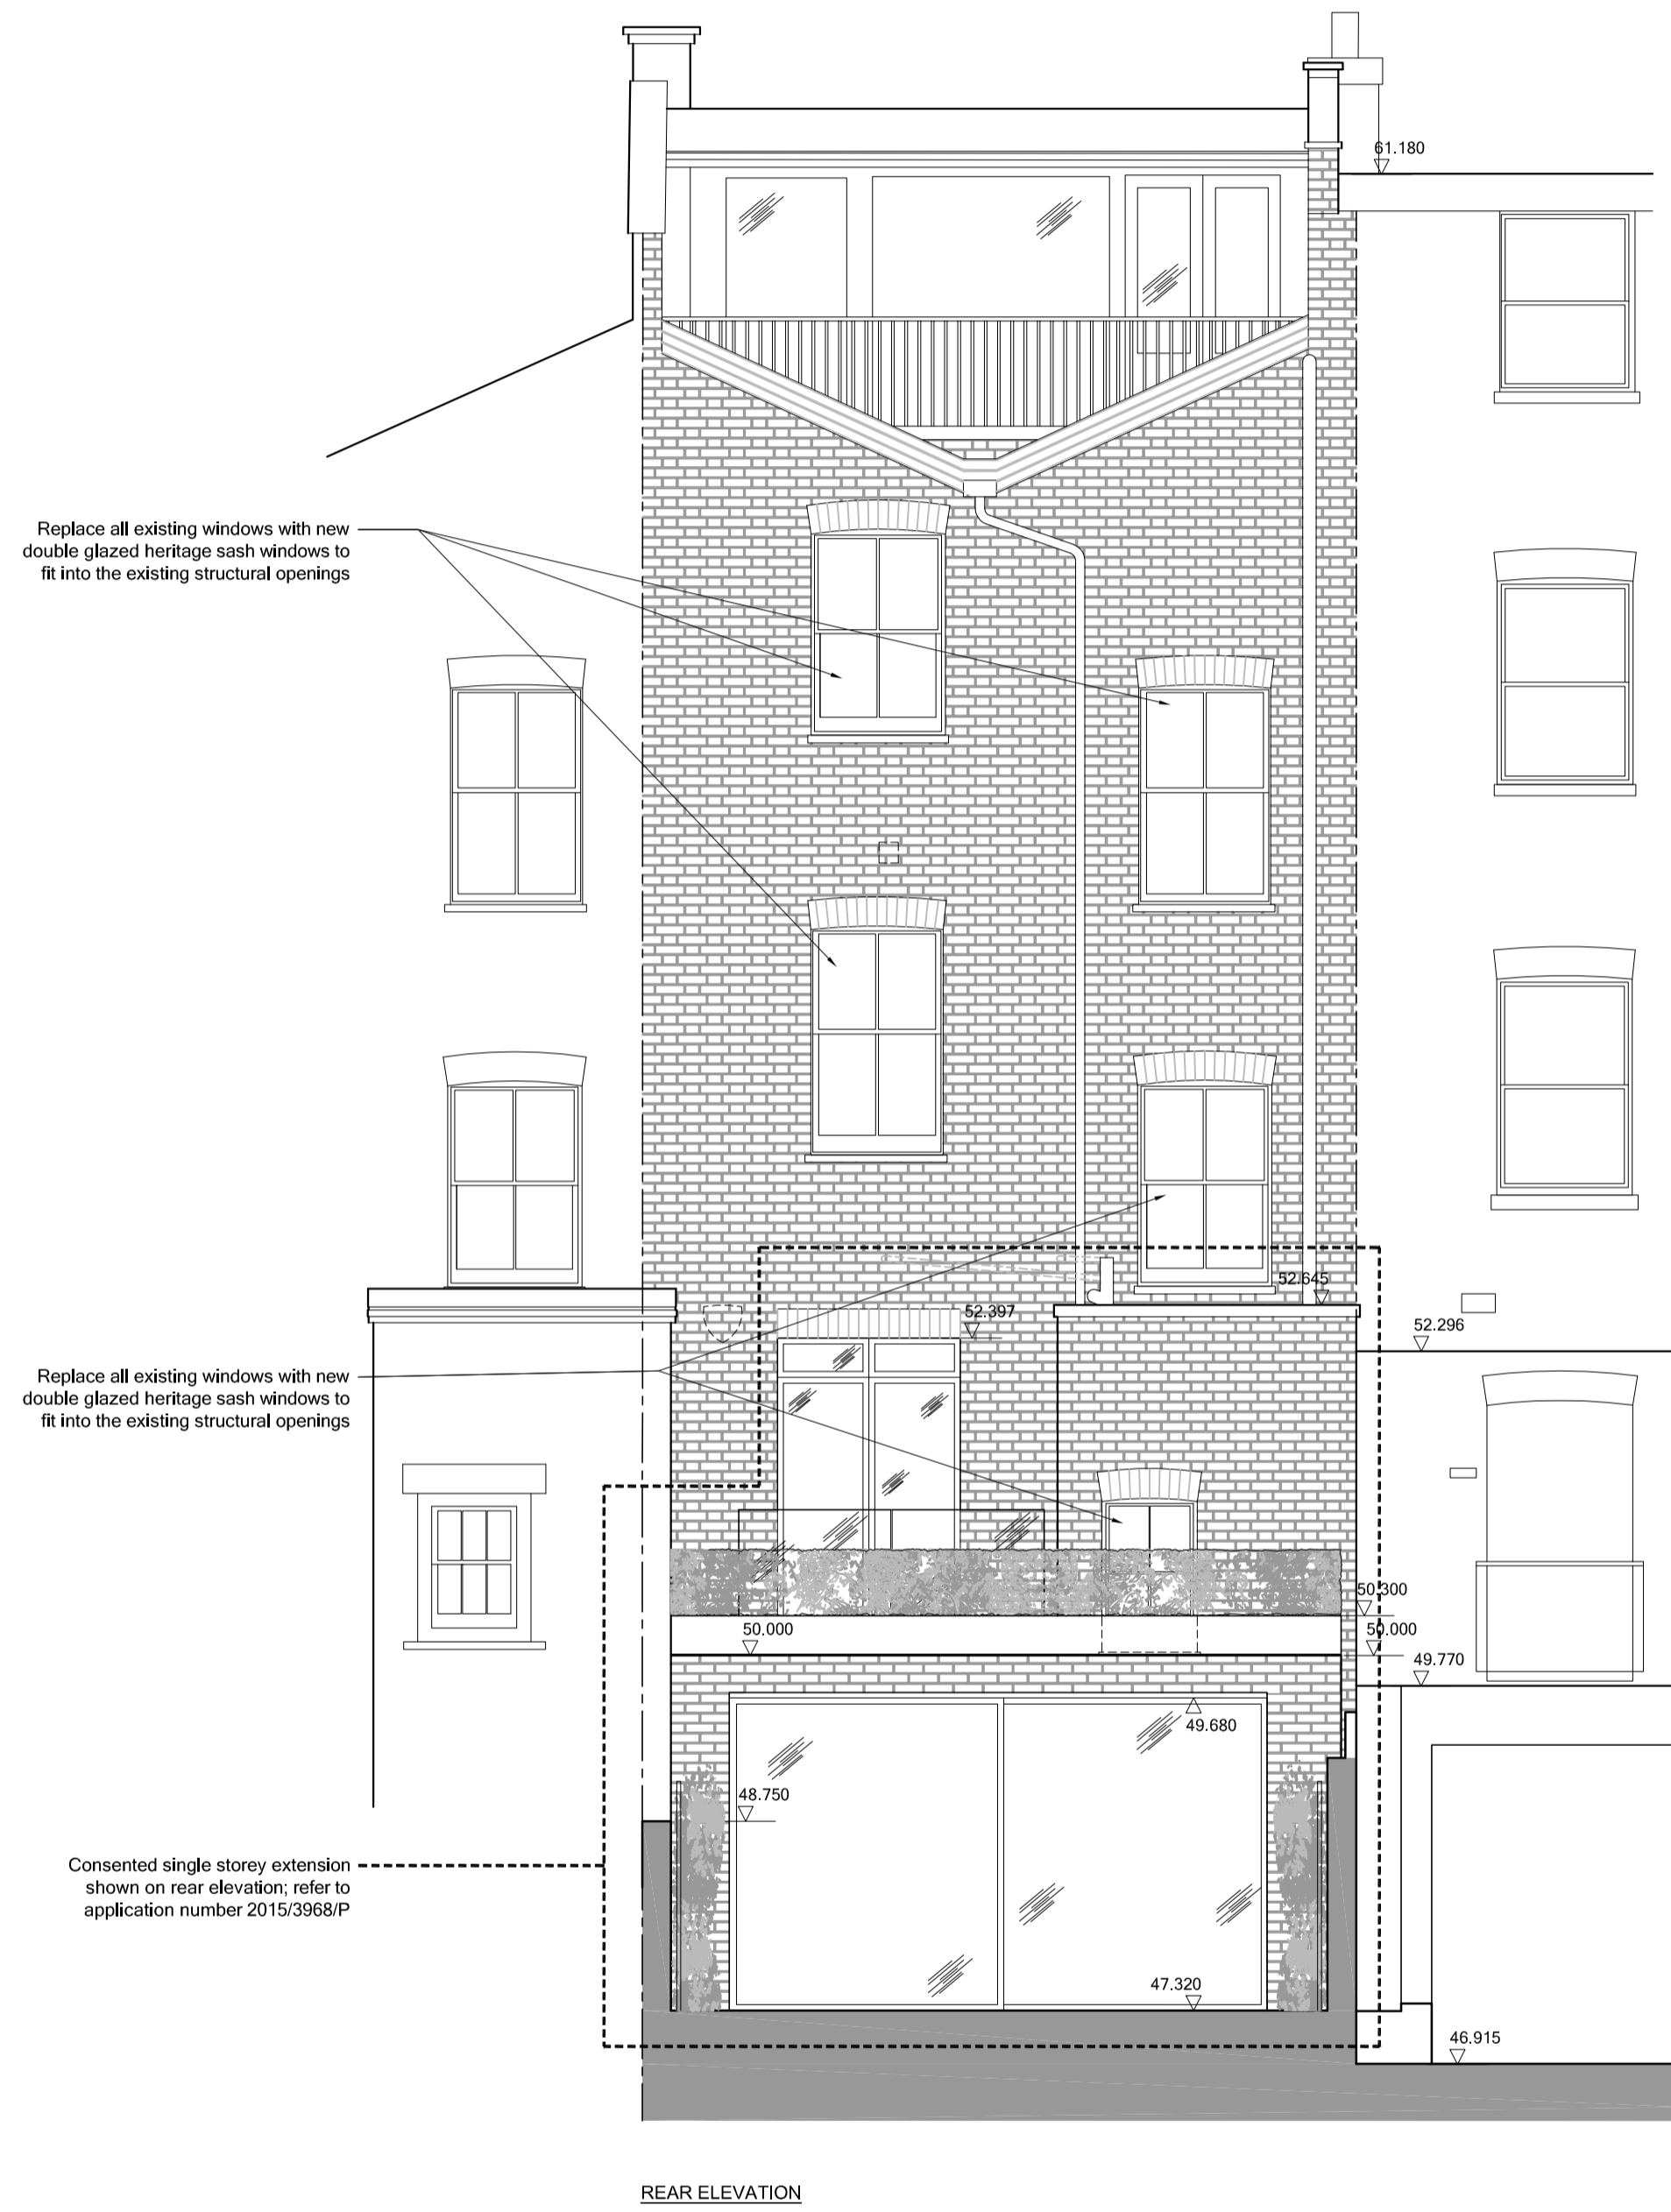 61.180
Replace all existing windows with new
double glazed heritage sash windows to
fit into the existing structural openings
52.645
52.397
52.296
Replace all existing windows with new
double glazed heritage sash windows to
fit into the existing structural openings
50.300
50.000
50.000
49.770
49.680
48.750
Consented single storey extension
shown on rear elevation; refer to
application number 2015/3968/P
47.320
46.915
REAR ELEVATION